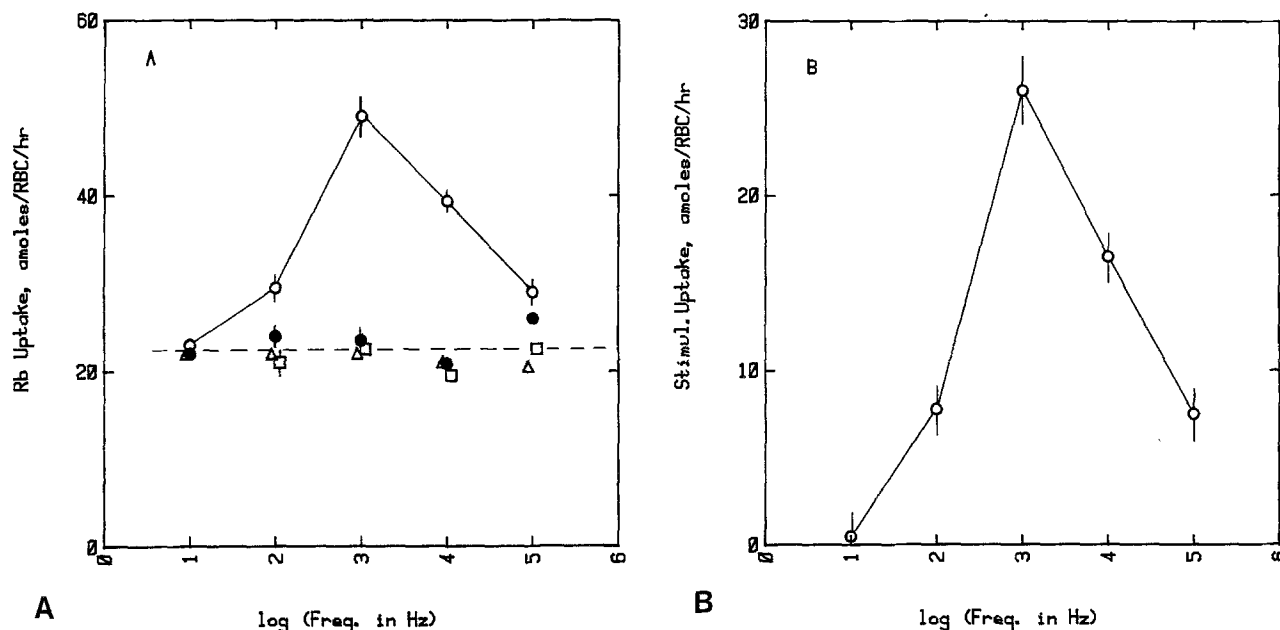 A
Rb Uptake, amoles/RBC/hr
60
40
20
0
0 1 2 3 4 5 6
log (Freq. in Hz)
A
B
Stimul. Uptake, amoles/RBC/hr
30
20
10
0
0 1 2 3 4 5 6
log (Freq. in Hz)
B